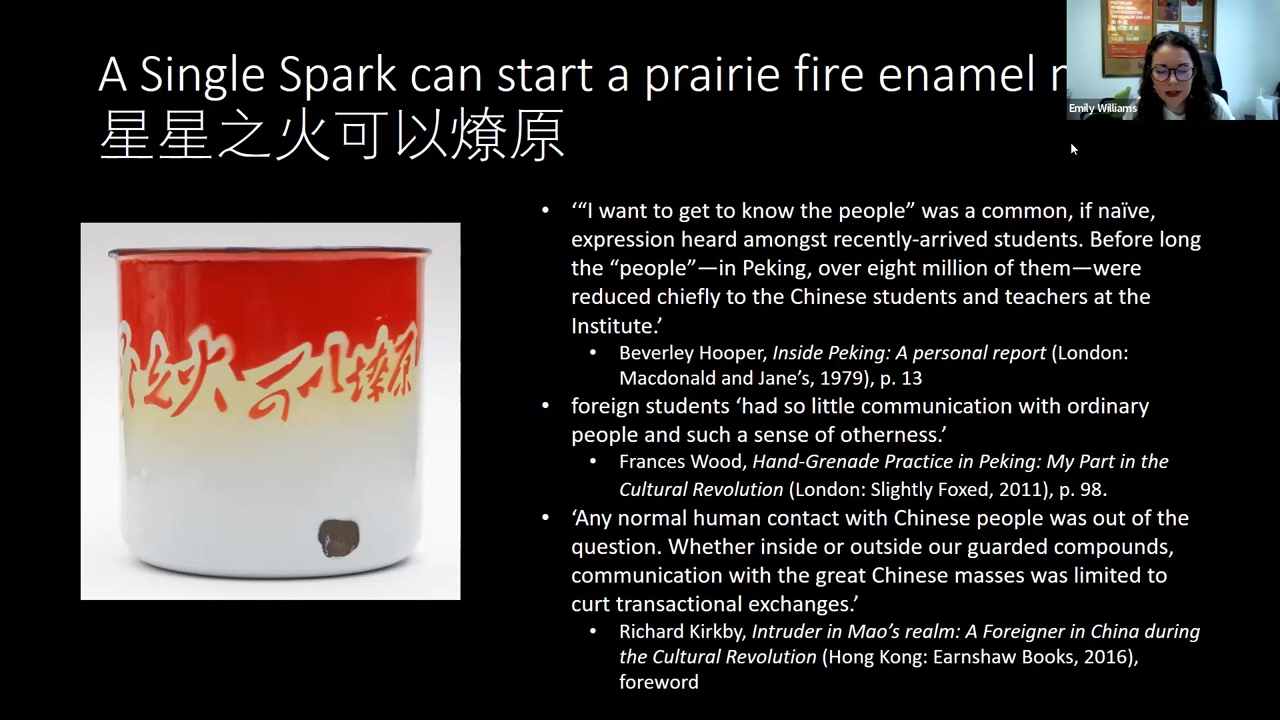 A Single Spark can start a prairie fire enamel
星星之火可以燎原
Emily Williams
之火可以燎原
• ‘“I want to get to know the people” was a common, if naïve,
expression heard amongst recently-arrived students. Before long
the “people”—in Peking, over eight million of them—were
reduced chiefly to the Chinese students and teachers at the
Institute.’
• Beverley Hooper, Inside Peking: A personal report (London:
Macdonald and Jane’s, 1979), p. 13
• foreign students ‘had so little communication with ordinary
people and such a sense of otherness.’
• Frances Wood, Hand-Grenade Practice in Peking: My Part in the
Cultural Revolution (London: Slightly Foxed, 2011), p. 98.
• ‘Any normal human contact with Chinese people was out of the
question. Whether inside or outside our guarded compounds,
communication with the great Chinese masses was limited to
curt transactional exchanges.’
• Richard Kirkby, Intruder in Mao’s realm: A Foreigner in China during
the Cultural Revolution (Hong Kong: Earnshaw Books, 2016),
foreword